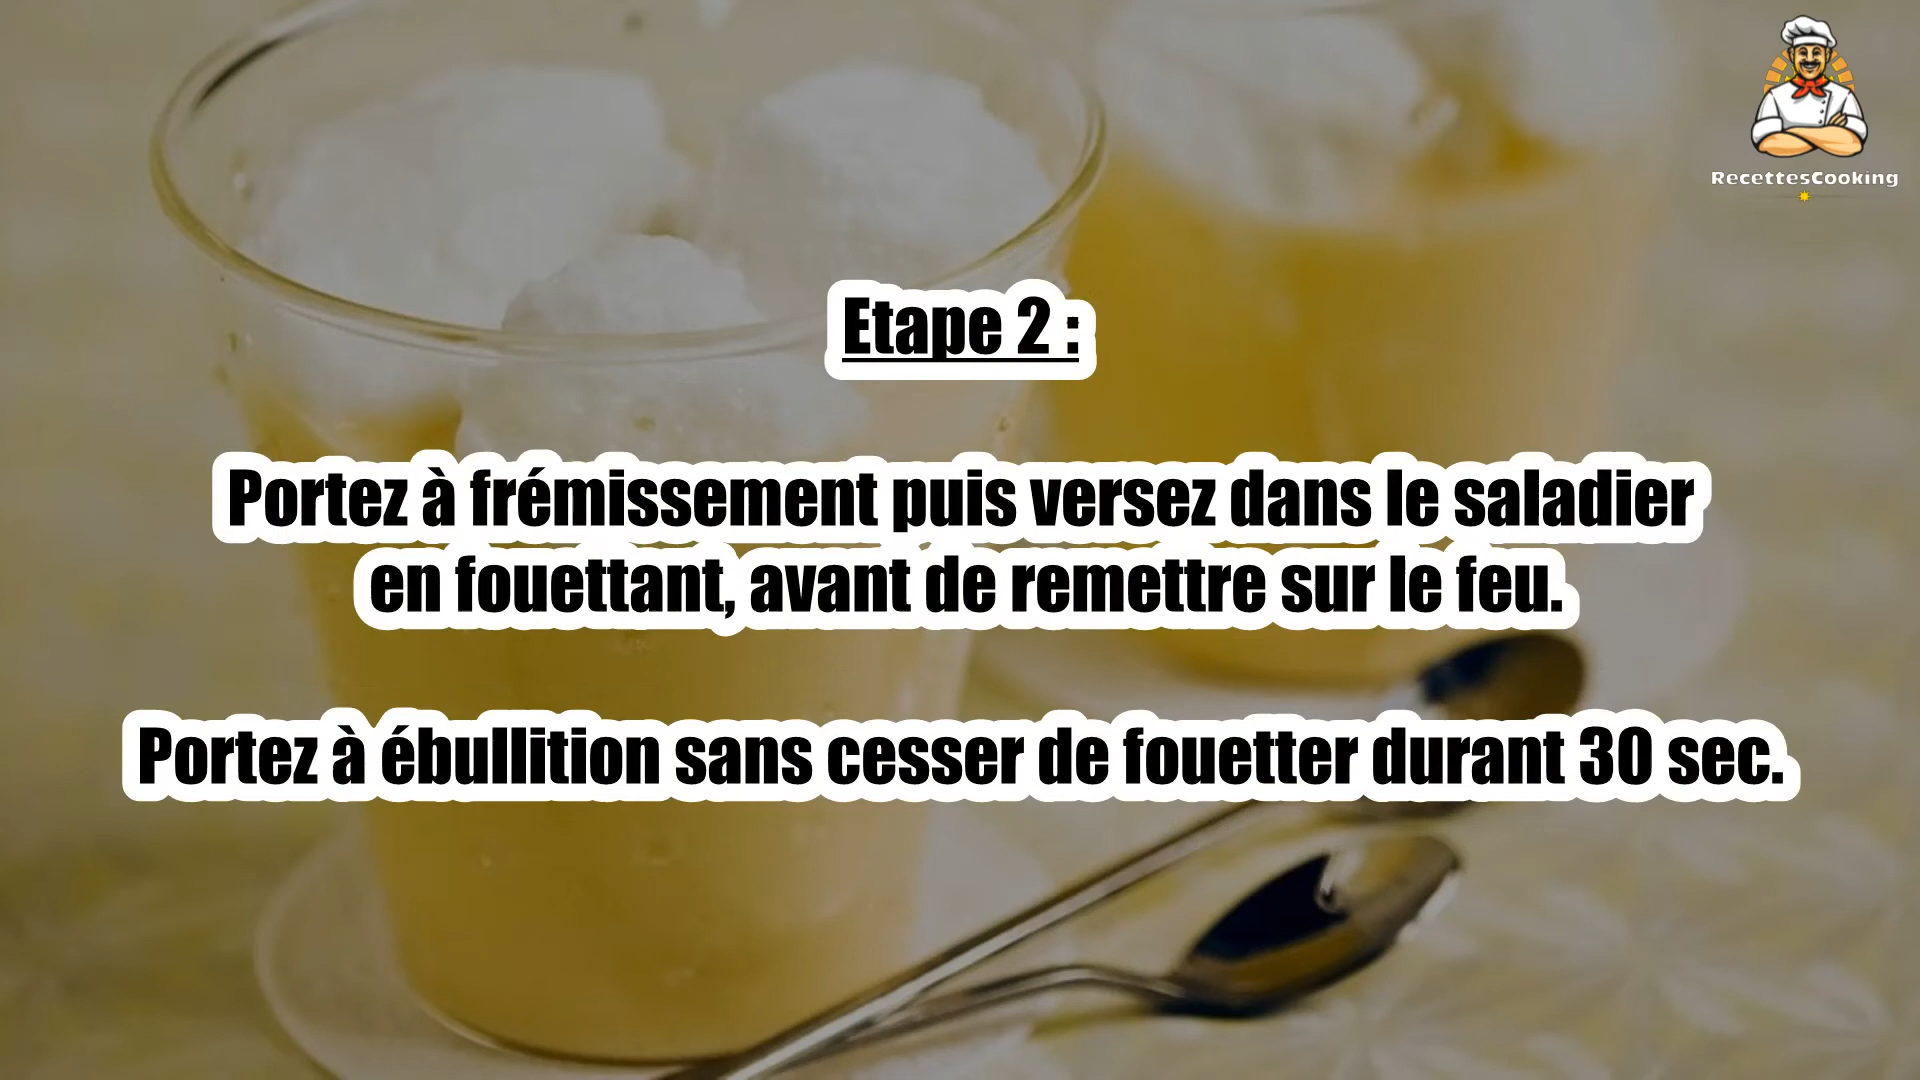 RecettesCooking
Etape 2 :
Portez à frémissement puis versez dans le saladier
en fouettant, avant de remettre sur le feu.
Portez à ébullition sans cesser de fouetter durant 30 sec.